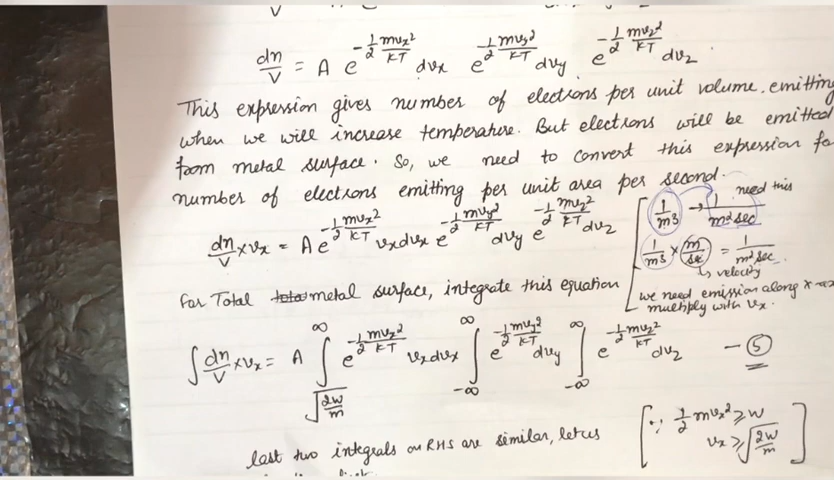 dn/V = A e^(-1/2 mvx²/KT) dvx e^(-1/2 mvy²/KT) dvy e^(-1/2 mvz²/KT) dvz.
This expression gives number of electrons per unit volume. emitting
when we will increase temperature. But electrons will be emitted
from metal surface. So, we need to convert this expression fo
number of electrons emitting per unit area per second.
dn/V × vx = A e^(-1/2 mvx²/KT) vx dvx e^(-1/2 mvy²/KT) dvy e^(-1/2 mvz²/KT) dvz
[ 1/m3 → 1/m² sec need this
1/m3 × m/sec = 1/m² sec.
↳ velocity
we need emission along x-ax
multiply with vx.
for Total metal surface, integrate this equation
∫ dn/V × vx = A ∫_(√(2w/m))^∞ e^(-1/2 mvx²/KT) vx dvx ∫_(-∞)^∞ e^(-1/2 mvy²/KT) dvy ∫_(-∞)^∞ e^(-1/2 mvz²/KT) dvz — ⑤
last two integrals on RHS are similar, let us
[ ∵ 1/2 mvx² ≥ w
vx ≥ √(2w/m) ]